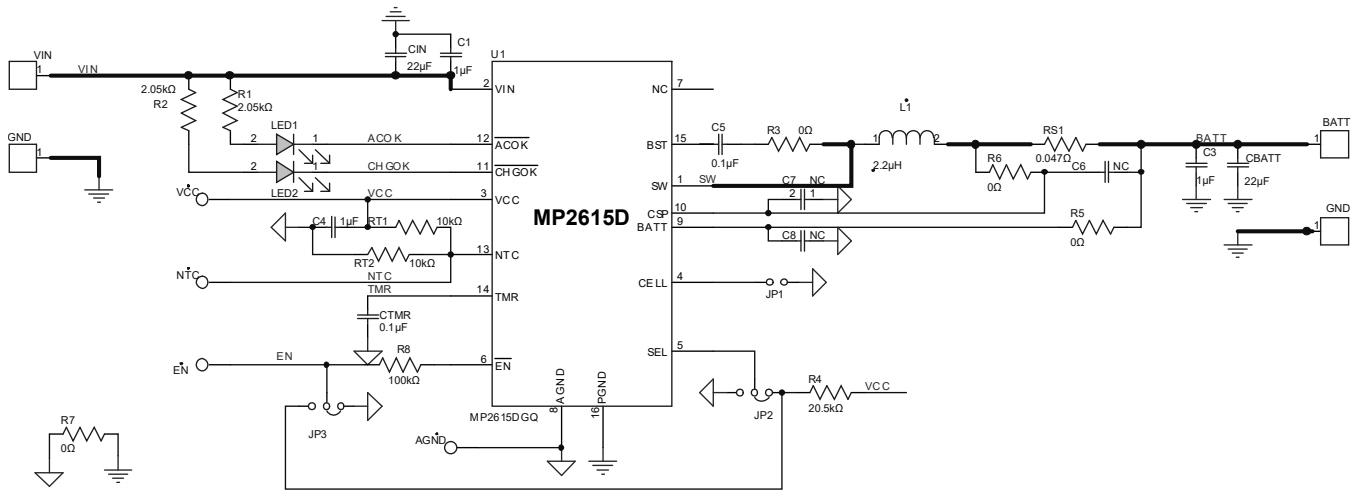 CIN
22µF
C1
1µF
U1
VIN
1
VIN
2.05kΩ
R2
R1
2.05kΩ
2
VIN
NC
7
L1
1
2
2.2µH
GND
1
LED1
2
1
ACOK
12
ACOK
BST
15
C5
0.1µF
R3
0Ω
RS1
0.047Ω
BATT
C3
1µF
CBATT
22µF
BATT
1
2
1
CHGOK
11
CHGOK
LED2
R6
0Ω
C6
NC
VCC
VCC
3
VCC
SW
1
SW
C7
NC
2
1
MP2615D
CSP
10
C4
1µF
RT1
10kΩ
BATT
9
C8
NC
R5
0Ω
GND
1
RT2
10kΩ
13
NTC
NTC
NTC
CELL
4
JP1
TMR
14
TMR
CTMR
0.1µF
EN
EN
R8
100kΩ
6
EN
SEL
5
JP3
JP2
R4
20.5kΩ
VCC
MP2615DGQ
8
AGND
16
PGND
AGND
R7
0Ω